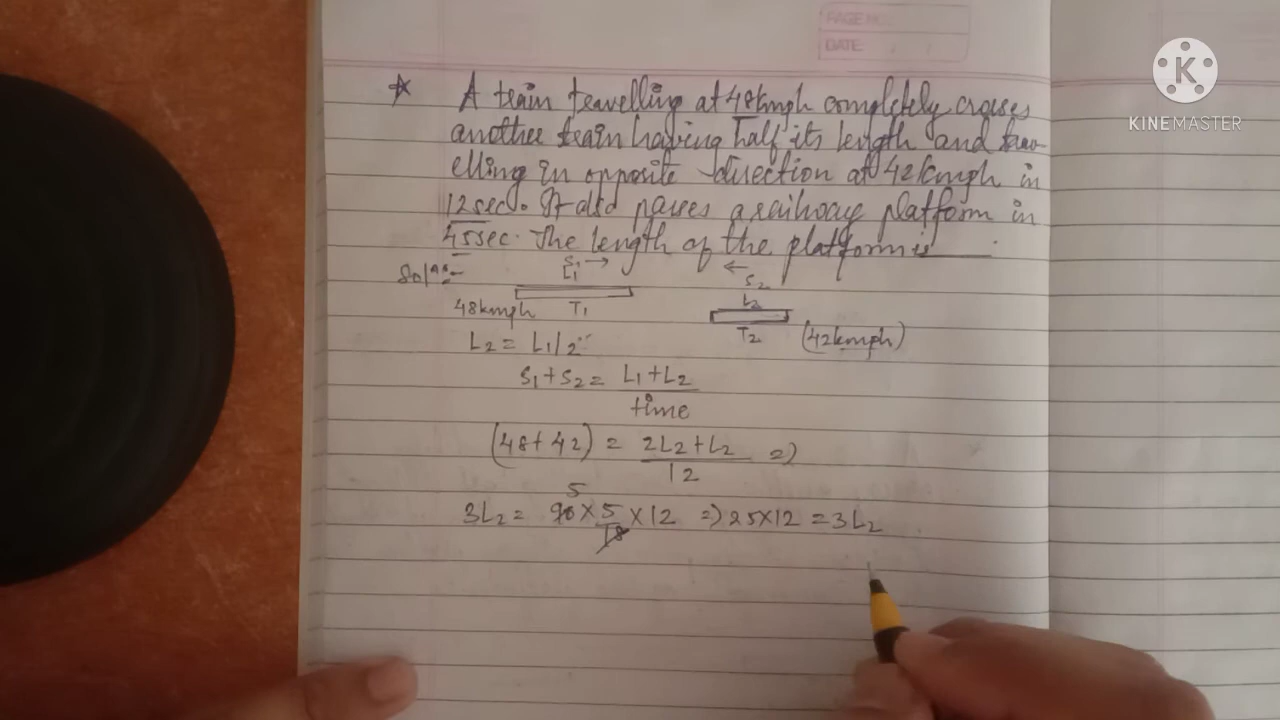 PAGE NO.
DATE:
K
KINEMASTER
☆ A train travelling at 48kmph completely crosses
another train having half its length and trav-
elling in opposite direction at 42kmph in
12sec. It also passes a railway platform in
45sec. The length of the platform is ____.
Solns:- S1 → ← S2
L1 L2
48kmph T1 T2 (42kmph)
L2 = L1/2
S1+S2 = L1+L2
time
(48+42) = 2L2+L2 =)
12
5
3L2 = 90 × 5 × 12 =) 25×12 = 3L2
18